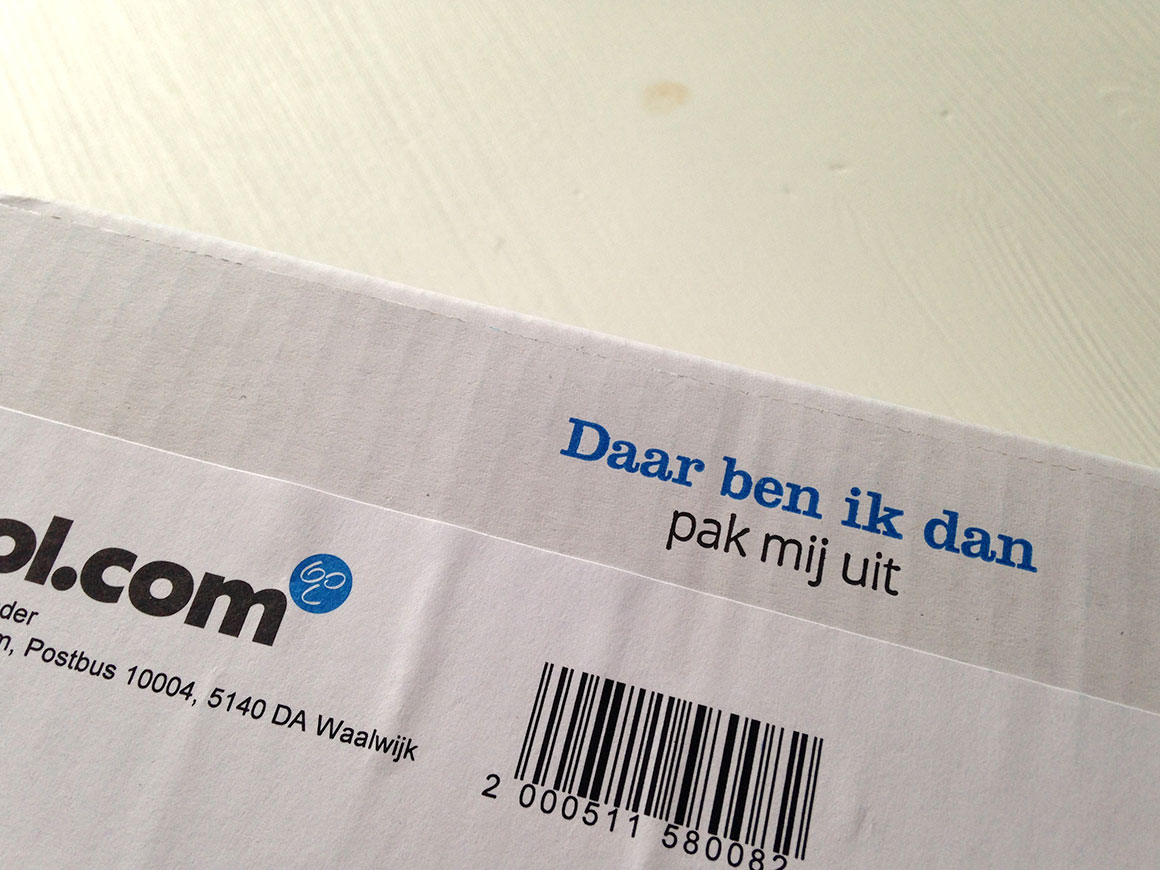 Daar ben ik dan
pak mij uit
ol.com
der
m, Postbus 10004, 5140 DA Waalwijk
2 000511 580082